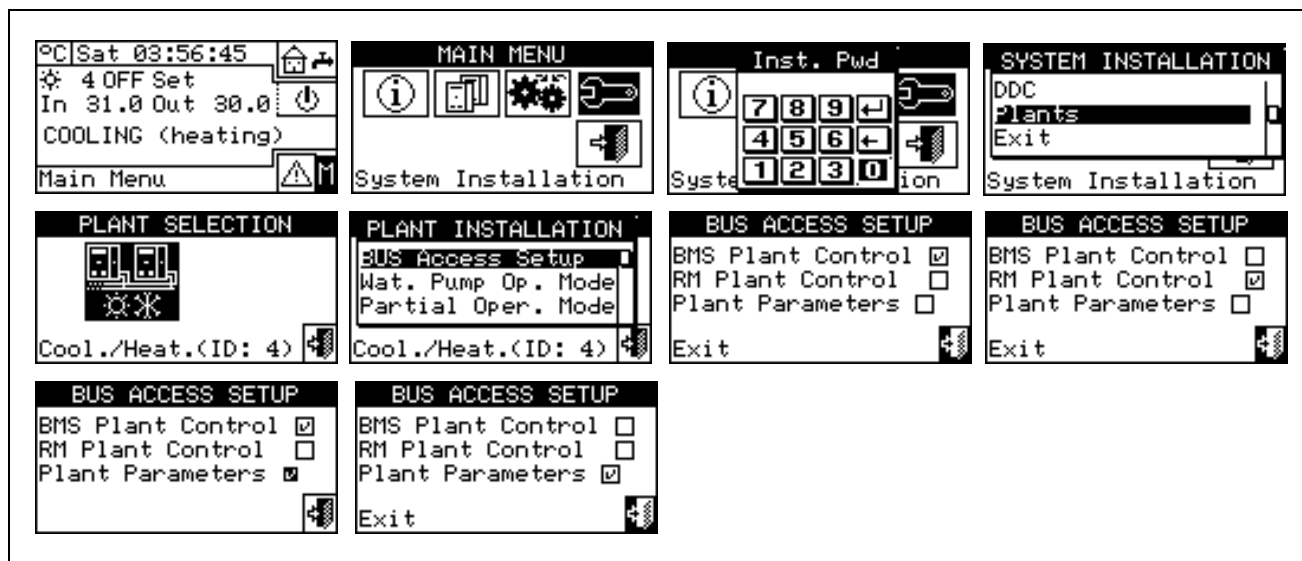 ºC Sat 03:56:45
4 OFF Set
In 31.0 Out 30.0
COOLING (heating)
Main Menu M
MAIN MENU
i
System Installation
Inst. Pwd
i
7 8 9
4 5 6
1 2 3 0
Syste ion
SYSTEM INSTALLATION
DDC
Plants
Exit
System Installation
PLANT SELECTION
Cool./Heat.(ID: 4)
PLANT INSTALLATION
BUS Access Setup
Wat. Pump Op. Mode
Partial Oper. Mode
Cool./Heat.(ID: 4)
BUS ACCESS SETUP
BMS Plant Control
RM Plant Control
Plant Parameters
Exit
BUS ACCESS SETUP
BMS Plant Control
RM Plant Control
Plant Parameters
Exit
BUS ACCESS SETUP
BMS Plant Control
RM Plant Control
Plant Parameters
BUS ACCESS SETUP
BMS Plant Control
RM Plant Control
Plant Parameters
Exit